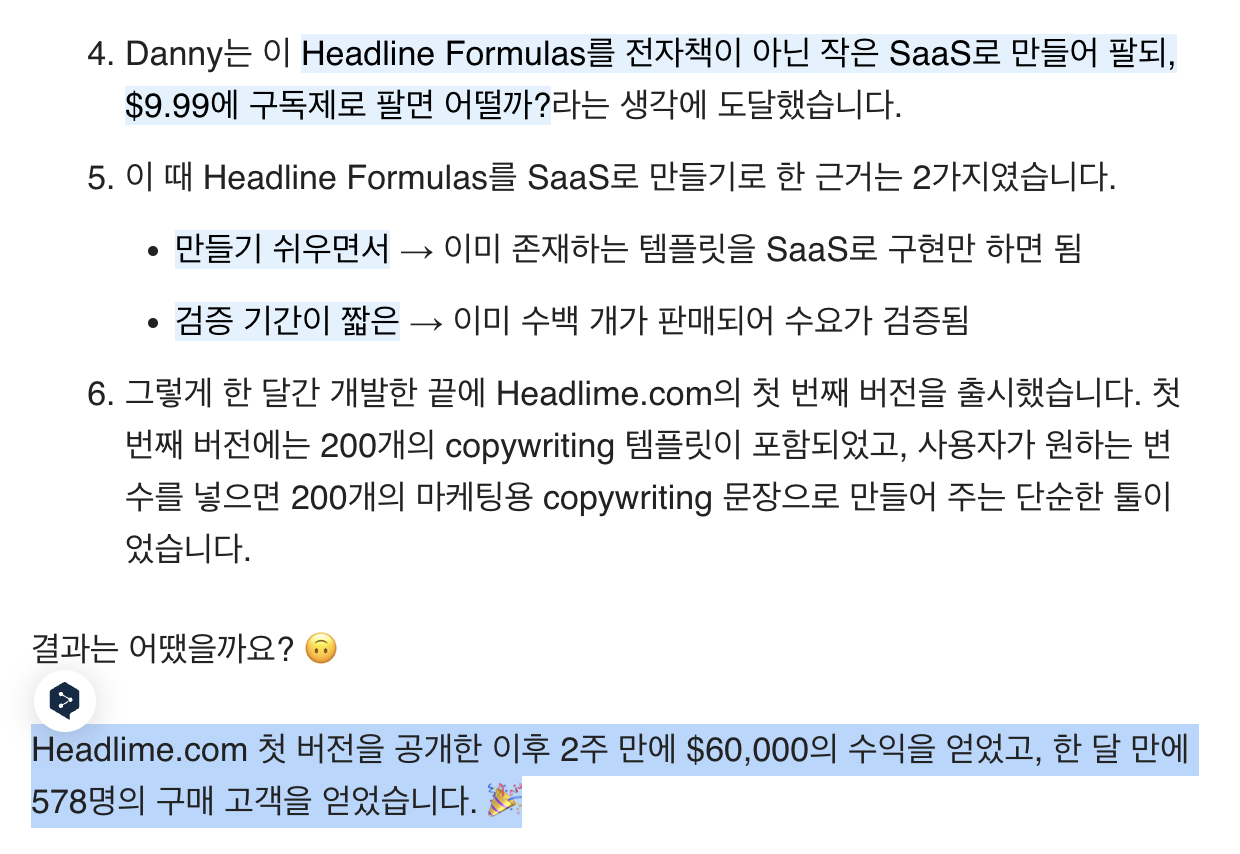 4. Danny는 이 Headline Formulas를 전자책이 아닌 작은 SaaS로 만들어 팔되,
$9.99에 구독제로 팔면 어떨까?라는 생각에 도달했습니다.
5. 이 때 Headline Formulas를 SaaS로 만들기로 한 근거는 2가지였습니다.
• 만들기 쉬우면서 → 이미 존재하는 템플릿을 SaaS로 구현만 하면 됨
• 검증 기간이 짧은 → 이미 수백 개가 판매되어 수요가 검증됨
6. 그렇게 한 달간 개발한 끝에 Headlime.com의 첫 번째 버전을 출시했습니다. 첫
번째 버전에는 200개의 copywriting 템플릿이 포함되었고, 사용자가 원하는 변
수를 넣으면 200개의 마케팅용 copywriting 문장으로 만들어 주는 단순한 툴이
었습니다.
결과는 어땠을까요? 🙃
Headlime.com 첫 버전을 공개한 이후 2주 만에 $60,000의 수익을 얻었고, 한 달 만에
578명의 구매 고객을 얻었습니다. 🎉